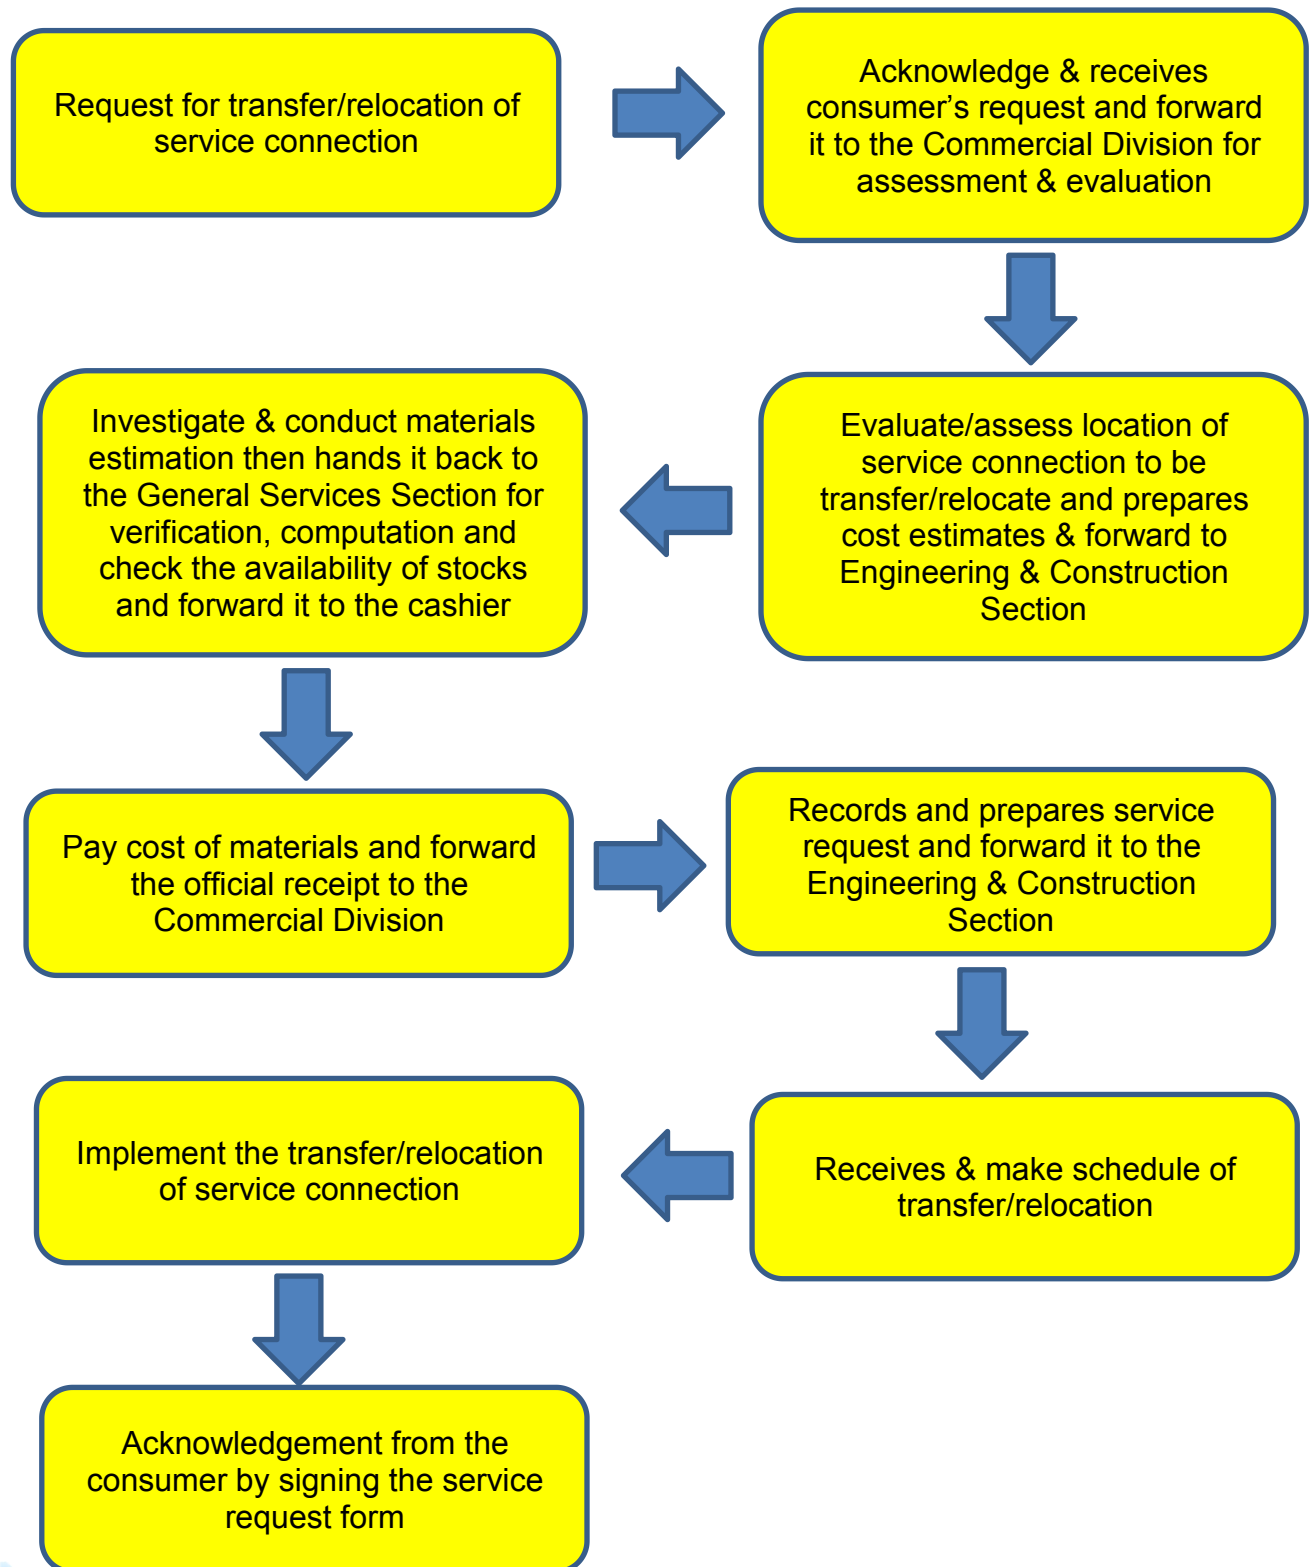 Request for transfer/relocation of
service connection
Acknowledge & receives
consumer’s request and forward
it to the Commercial Division for
assessment & evaluation
Evaluate/assess location of
service connection to be
transfer/relocate and prepares
cost estimates & forward to
Engineering & Construction
Section
Investigate & conduct materials
estimation then hands it back to
the General Services Section for
verification, computation and
check the availability of stocks
and forward it to the cashier
Pay cost of materials and forward
the official receipt to the
Commercial Division
Records and prepares service
request and forward it to the
Engineering & Construction
Section
Receives & make schedule of
transfer/relocation
Implement the transfer/relocation
of service connection
Acknowledgement from the
consumer by signing the service
request form